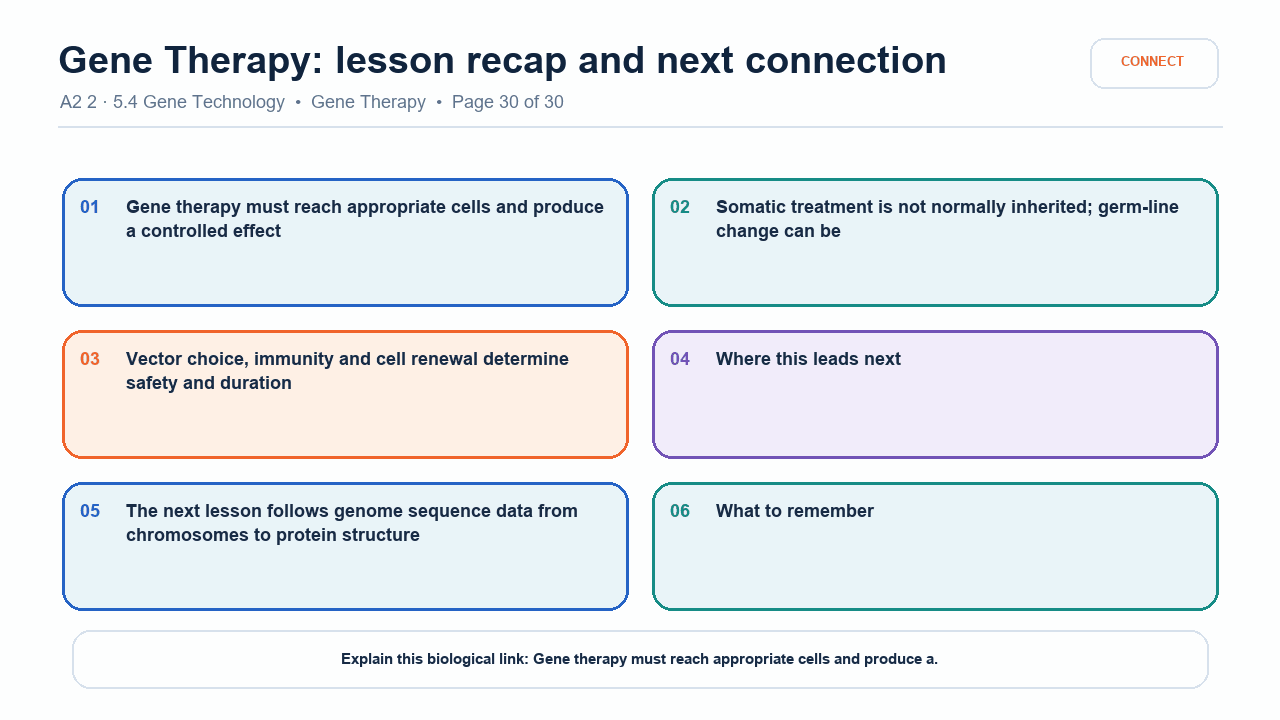 Gene Therapy: lesson recap and next connection
CONNECT
A2 2 · 5.4 Gene Technology • Gene Therapy • Page 30 of 30
01 Gene therapy must reach appropriate cells and produce
a controlled effect
02 Somatic treatment is not normally inherited; germ-line
change can be
03 Vector choice, immunity and cell renewal determine
safety and duration
04 Where this leads next
05 The next lesson follows genome sequence data from
chromosomes to protein structure
06 What to remember
Explain this biological link: Gene therapy must reach appropriate cells and produce a.